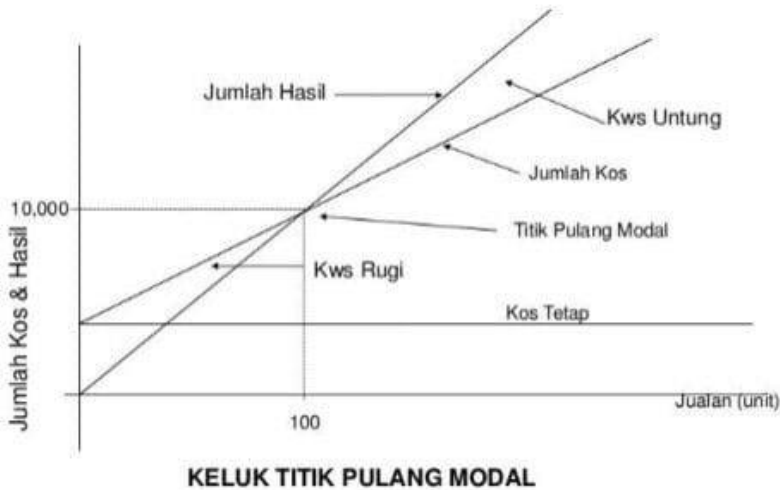 Jumlah Hasil
Kws Untung
Jumlah Kos
10,000
Titik Pulang Modal
Kws Rugi
Jumlah Kos & Hasil
Kos Tetap
Jualan (unit)
100
KELUK TITIK PULANG MODAL